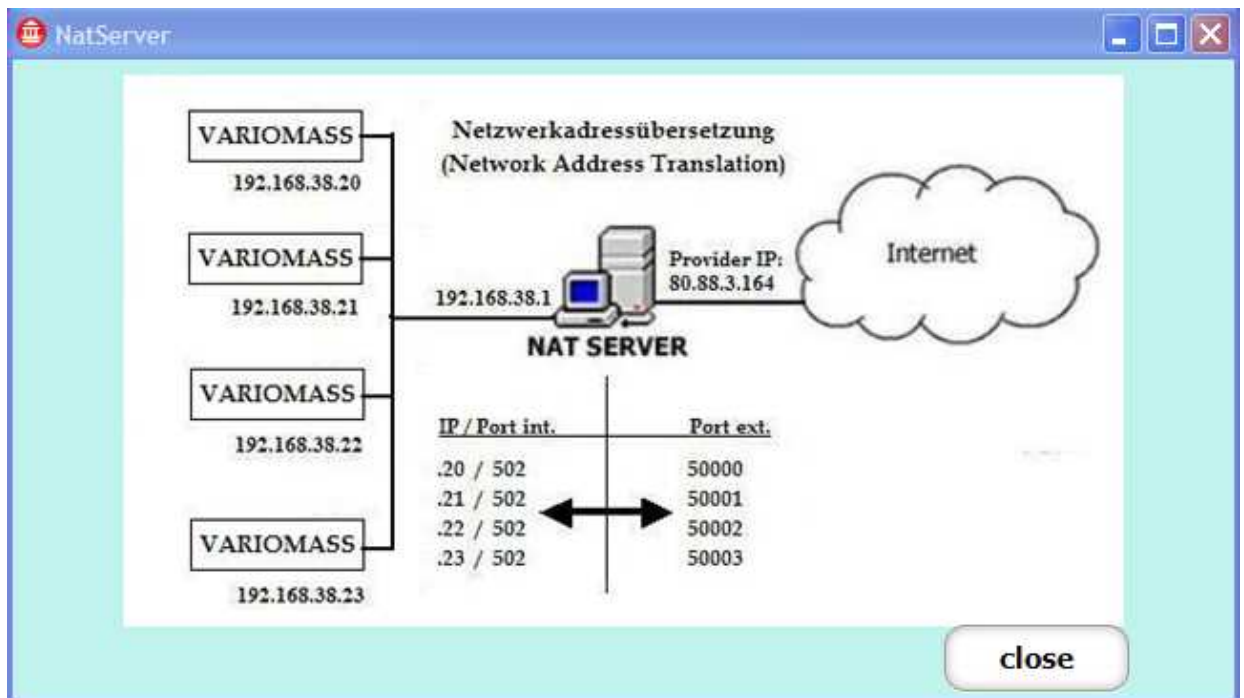 NatServer
VARIOMASS
192.168.38.20
VARIOMASS
192.168.38.21
VARIOMASS
192.168.38.22
VARIOMASS
192.168.38.23
Netzwerkadressübersetzung
(Network Address Translation)
192.168.38.1
NAT SERVER
Provider IP:
80.88.3.164
Internet
IP / Port int. Port ext.
.20 / 502 50000
.21 / 502 50001
.22 / 502 50002
.23 / 502 50003
close